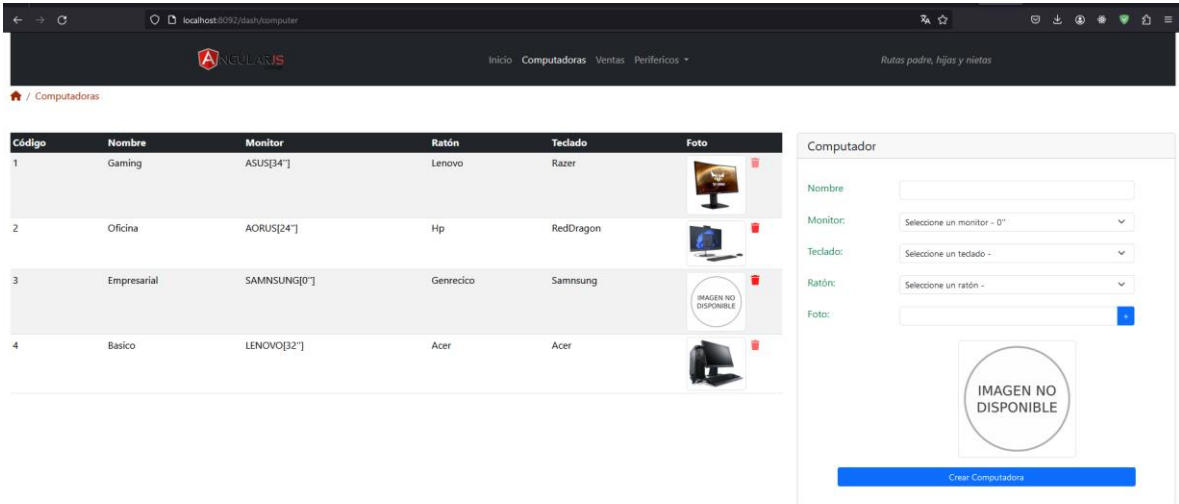 localhost:8092/dash/computer
ANGULARJS
Inicio Computadoras Ventas Perifericos
Rutas padre, hijas y nietas
/ Computadoras
Código Nombre Monitor Ratón Teclado Foto
1 Gaming ASUS[34"] Lenovo Razer
2 Oficina AORUS[24"] Hp RedDragon
3 Empresarial SAMNSUNG[0"] Genrecico Samnsung
IMAGEN NO
DISPONIBLE
4 Basico LENOVO[32"] Acer Acer
Computador
Nombre
Monitor: Seleccione un monitor - 0"
Teclado: Seleccione un teclado -
Ratón: Seleccione un ratón -
Foto: +
IMAGEN NO
DISPONIBLE
Crear Computadora